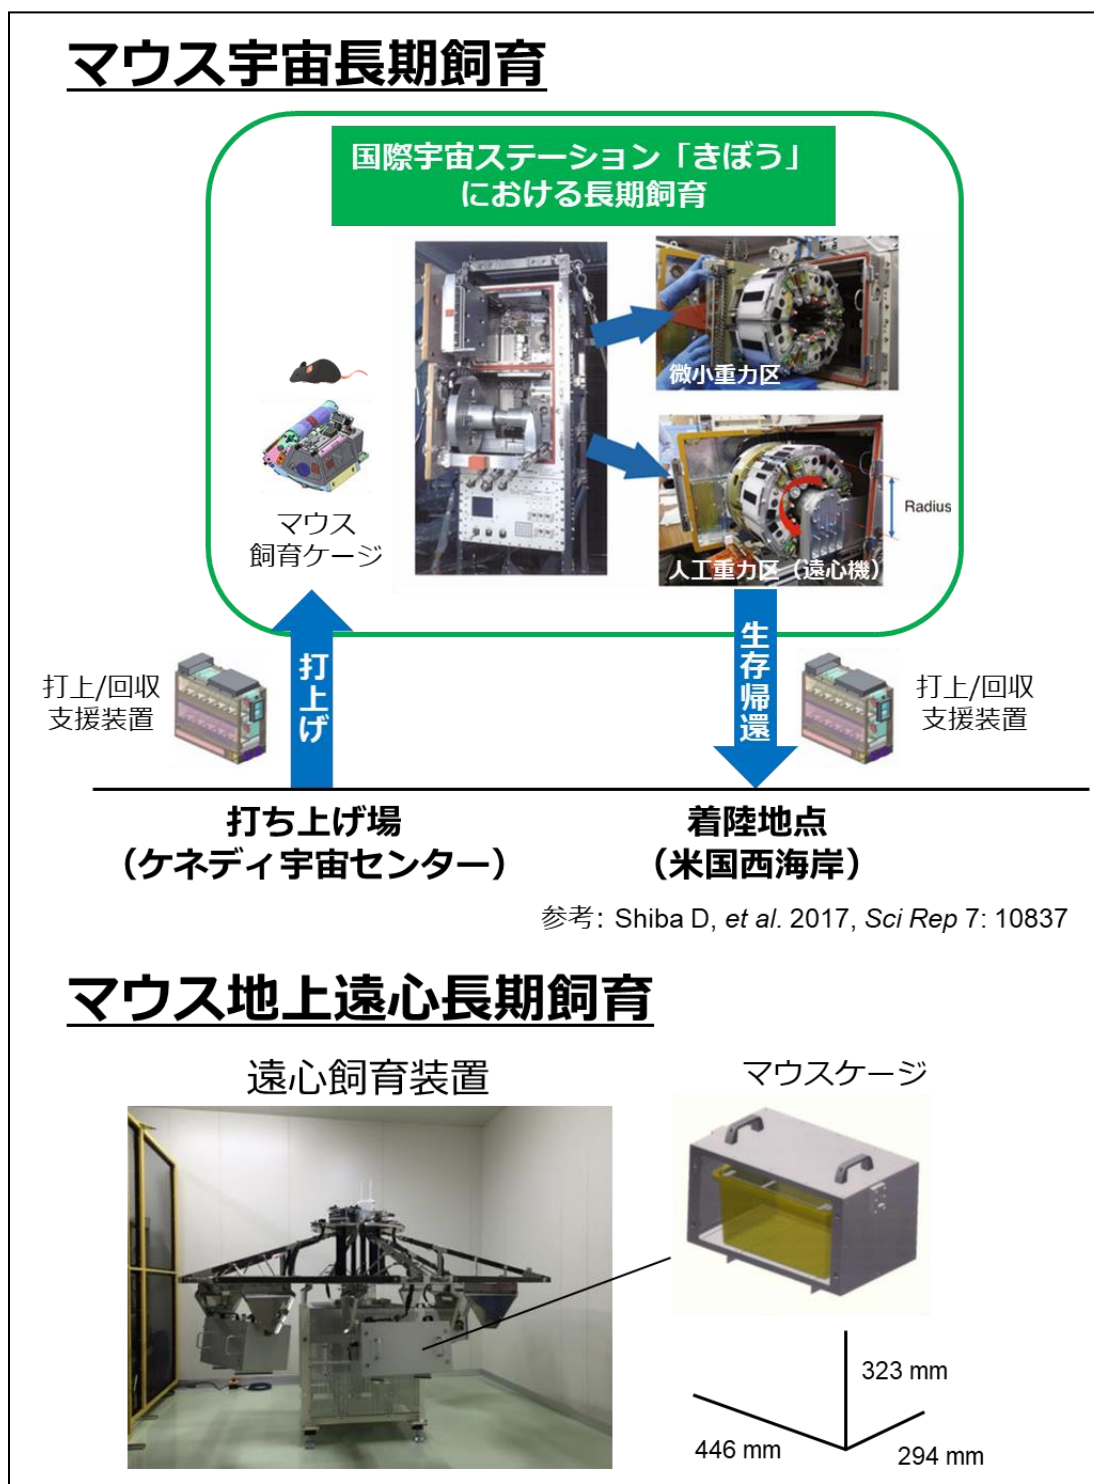 マウス宇宙長期飼育
国際宇宙ステーション「きぼう」
における長期飼育
微小重力区
マウス
飼育ケージ
Radius
人工重力区（遠心機）
打上げ
生存帰還
打上/回収
支援装置
打上/回収
支援装置
打ち上げ場
（ケネディ宇宙センター）
着陸地点
（米国西海岸）
参考: Shiba D, et al. 2017, Sci Rep 7: 10837
マウス地上遠心長期飼育
遠心飼育装置
マウスケージ
323 mm
446 mm
294 mm